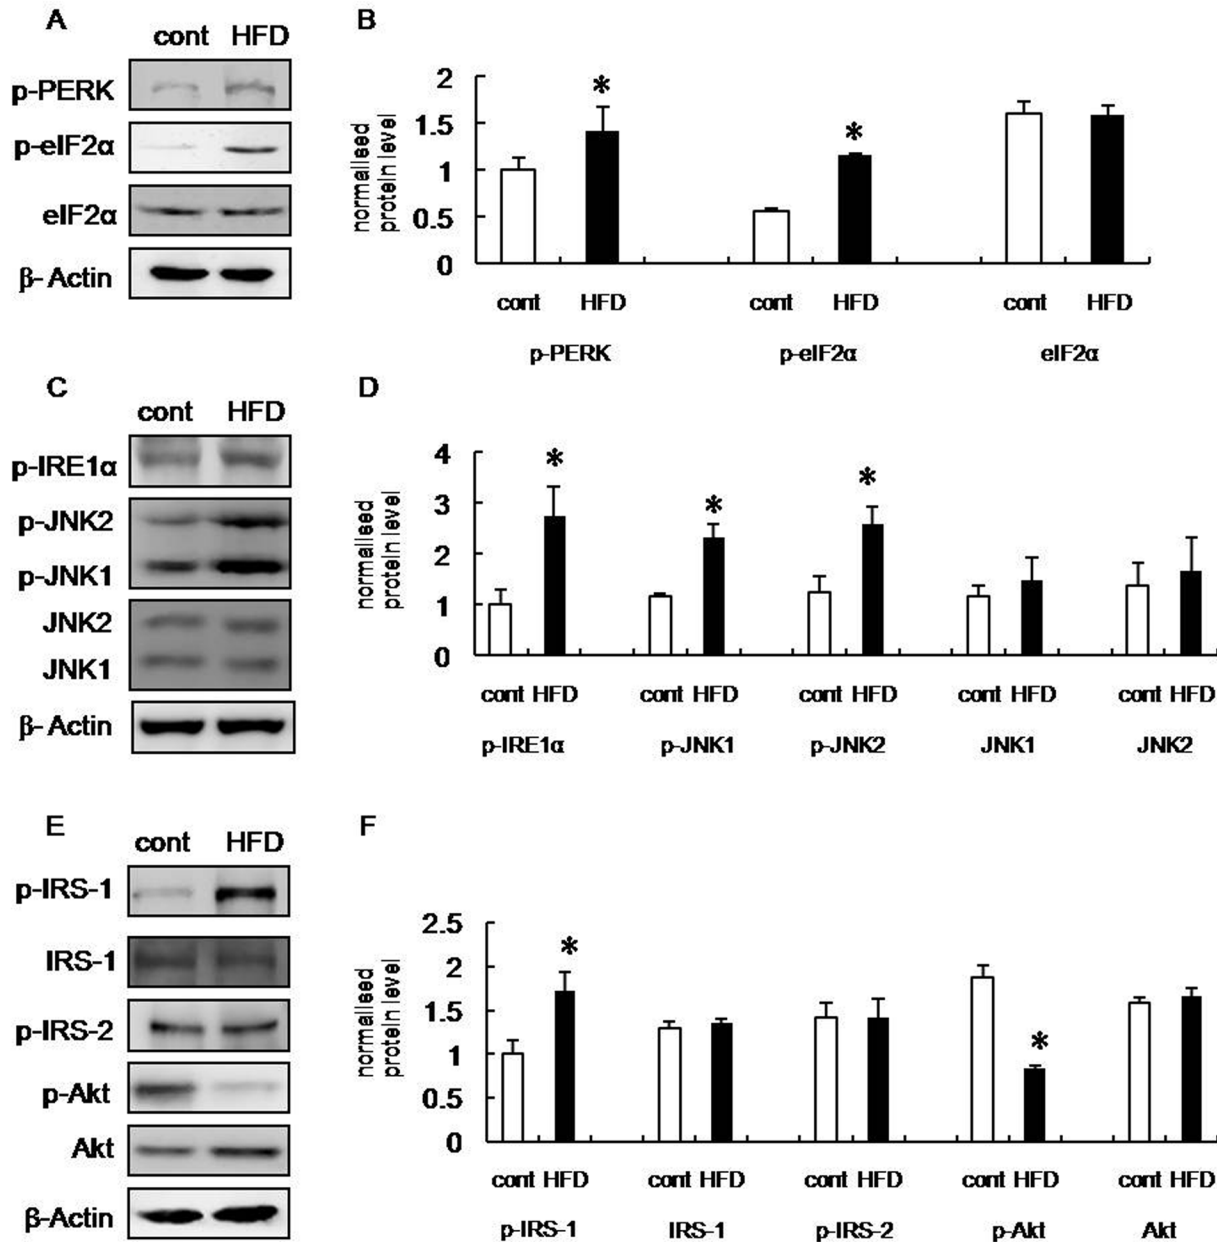 A
cont HFD
p-PERK
p-eIF2α
eIF2α
β-Actin
B
normalised
protein level
2
1.5
1
0.5
0
* *
cont HFD cont HFD cont HFD
p-PERK p-eIF2α eIF2α
C
cont HFD
p-IRE1α
p-JNK2
p-JNK1
JNK2
JNK1
β-Actin
D
normalised
protein level
4
3
2
1
0
* * *
cont HFD cont HFD cont HFD cont HFD cont HFD
p-IRE1α p-JNK1 p-JNK2 JNK1 JNK2
E
cont HFD
p-IRS-1
IRS-1
p-IRS-2
p-Akt
Akt
β-Actin
F
normalised
protein level
2.5
2
1.5
1
0.5
0
* *
cont HFD cont HFD cont HFD cont HFD cont HFD
p-IRS-1 IRS-1 p-IRS-2 p-Akt Akt